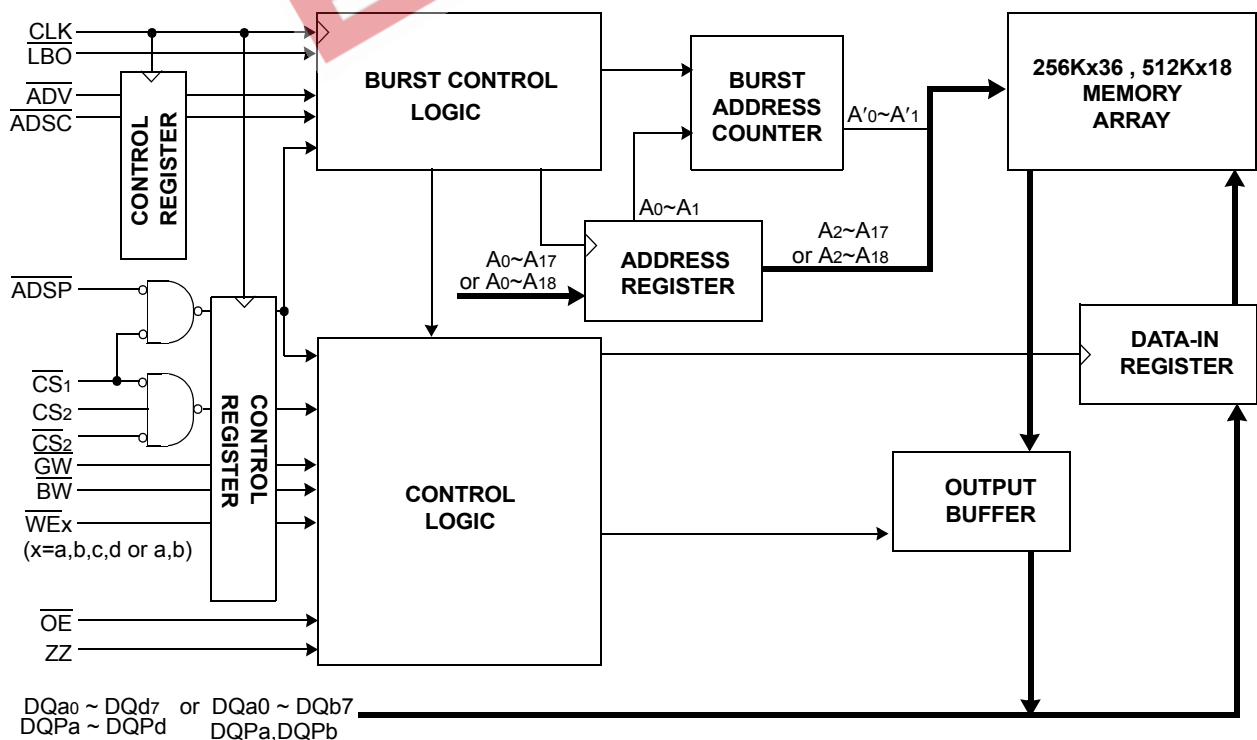 CLK
LBO
ADV
ADSC
CONTROL
REGISTER
BURST CONTROL
LOGIC
BURST
ADDRESS
COUNTER
A′0~A′1
256Kx36 , 512Kx18
MEMORY
ARRAY
A0~A1
A0~A17
or A0~A18
ADDRESS
REGISTER
A2~A17
or A2~A18
ADSP
CS1
CS2
CS2
GW
BW
WEx
(x=a,b,c,d or a,b)
CONTROL
REGISTER
CONTROL
LOGIC
DATA-IN
REGISTER
OUTPUT
BUFFER
OE
ZZ
DQa0 ~ DQd7 or DQa0 ~ DQb7
DQPa ~ DQPd DQPa,DQPb